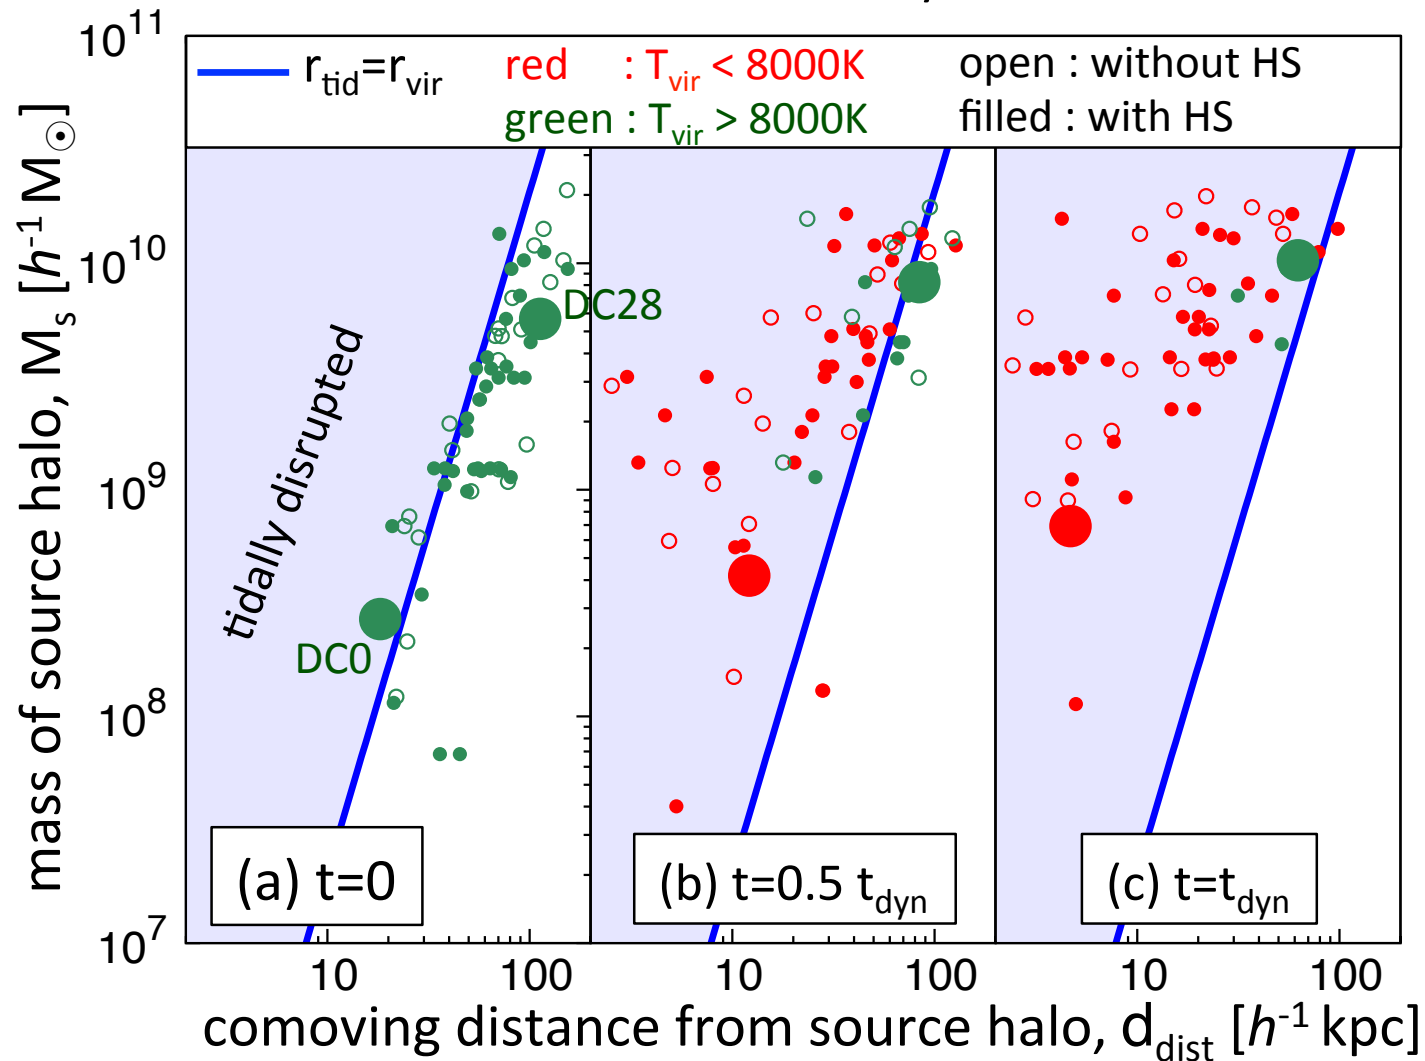 10^11
r_tid=r_vir
red : T_vir < 8000K
open : without HS
green : T_vir > 8000K
filled : with HS
mass of source halo, M_s [h^-1 M_☉]
10^10
10^9
10^8
10^7
tidally disrupted
DC28
DC0
(a) t=0
(b) t=0.5 t_dyn
(c) t=t_dyn
10 100 10 100 10 100
comoving distance from source halo, d_dist [h^-1 kpc]